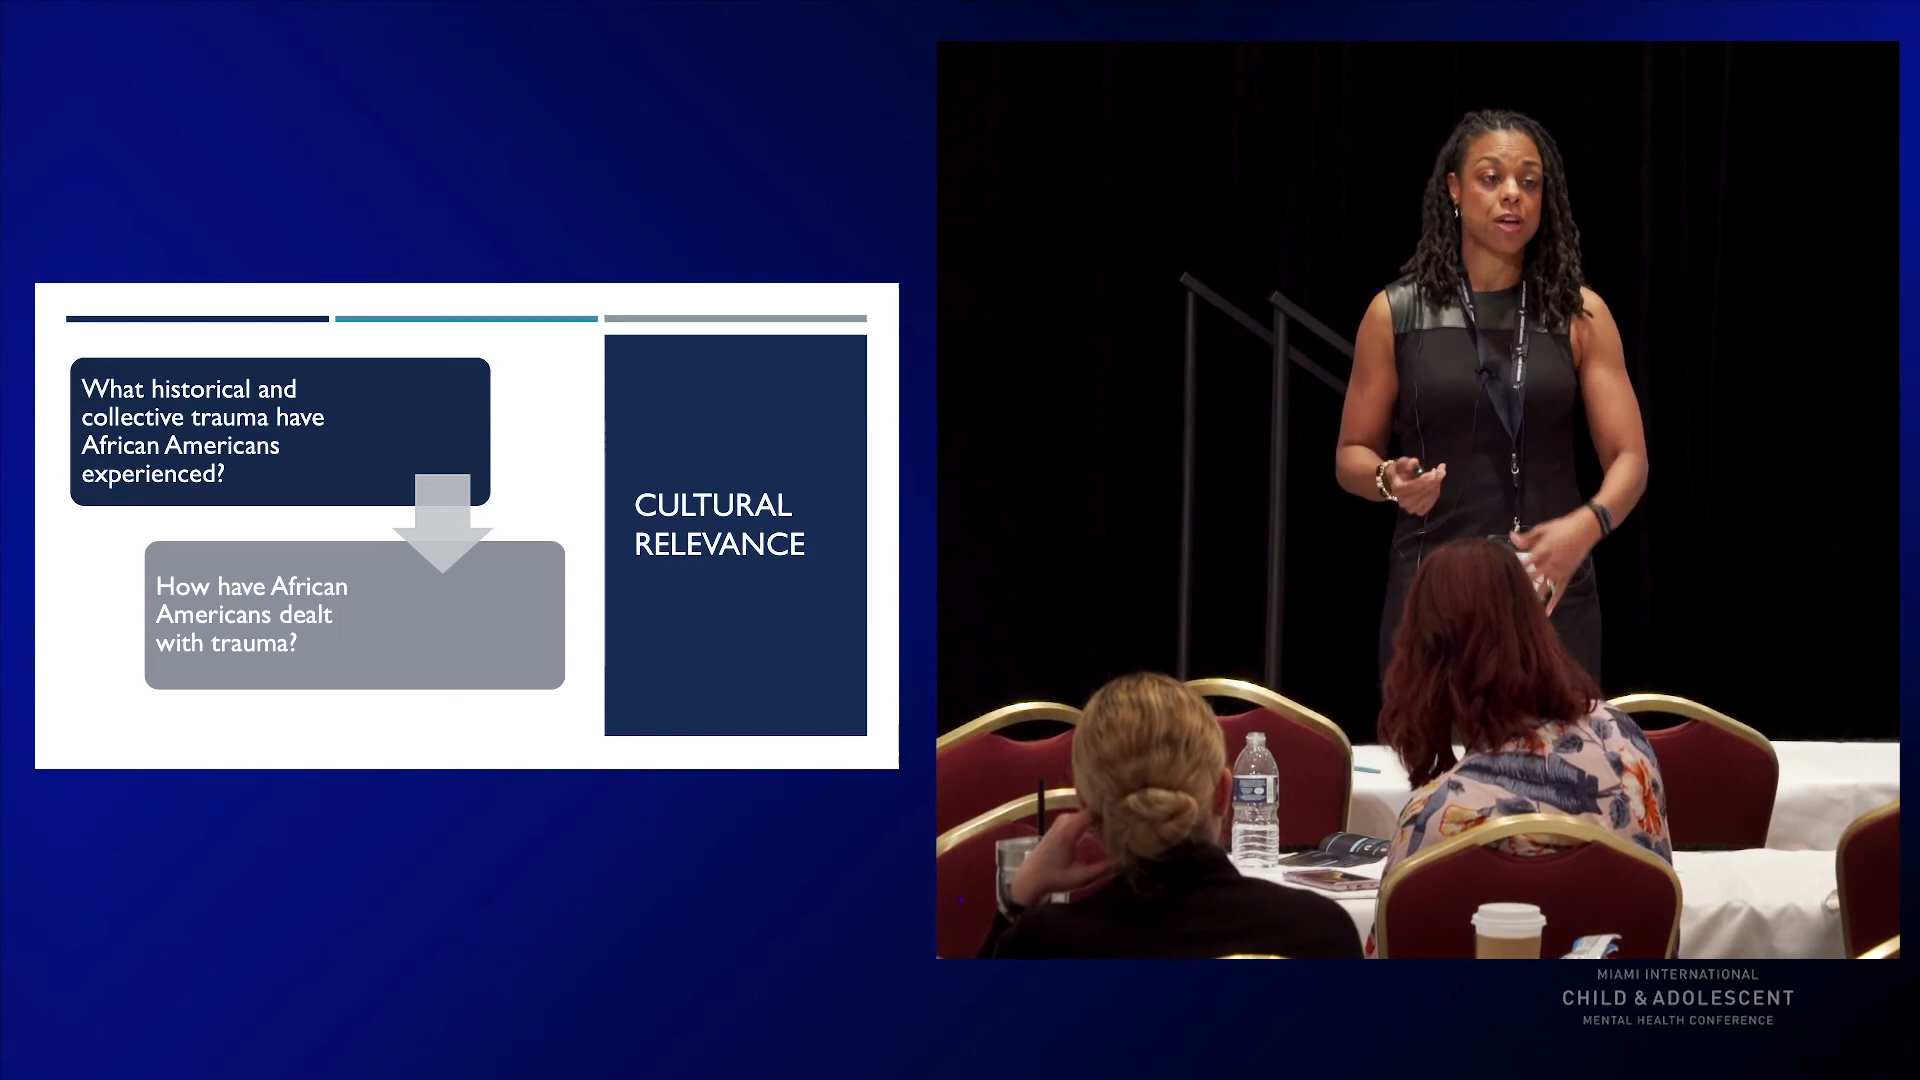 What historical and
collective trauma have
African Americans
experienced?
How have African
Americans dealt
with trauma?
CULTURAL
RELEVANCE
MIAMI INTERNATIONAL
CHILD & ADOLESCENT
MENTAL HEALTH CONFERENCE